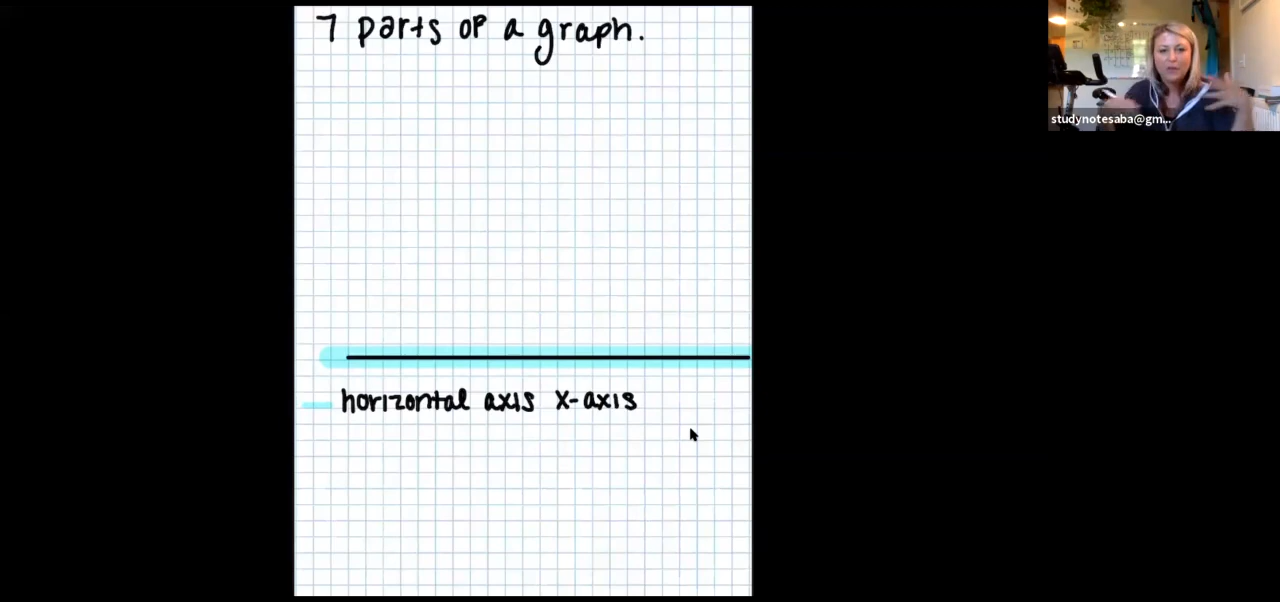 7 parts of a graph.
studynotesaba@gm...
horizontal axis x-axis